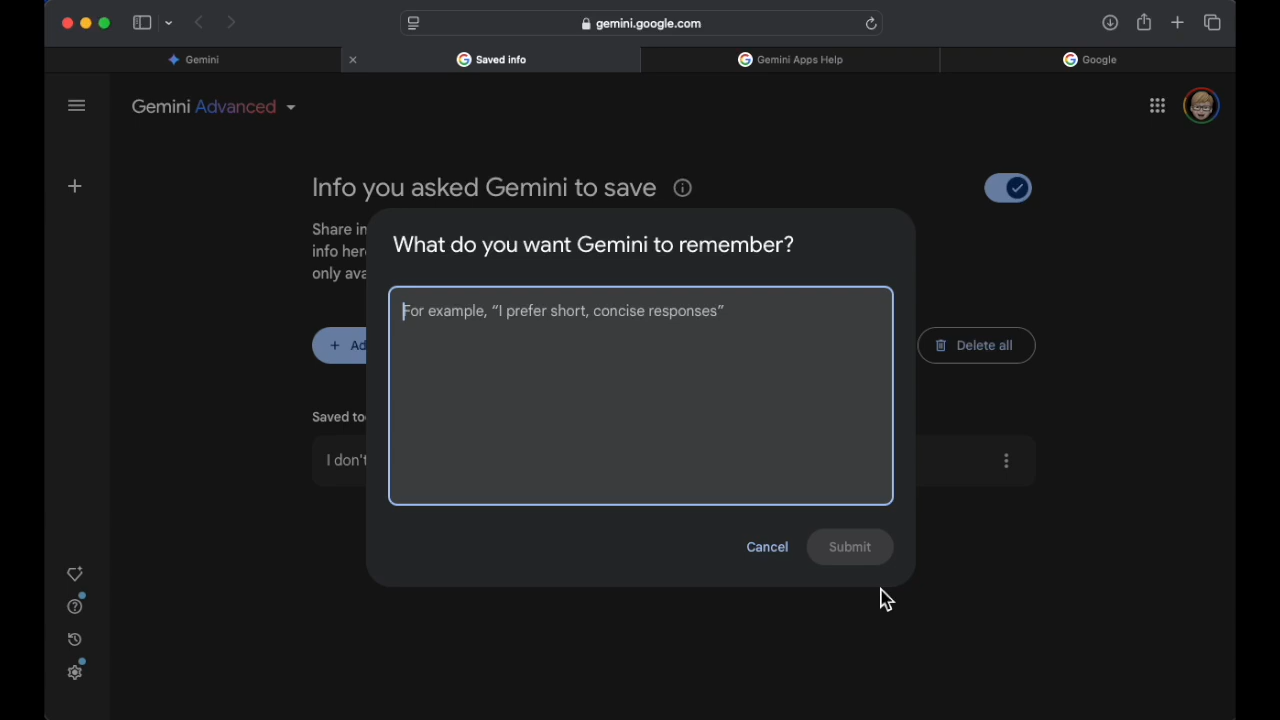 gemini.google.com
Gemini
Saved info
Gemini Apps Help
Google
Gemini Advanced
Info you asked Gemini to save
Share in
info her
only ava
What do you want Gemini to remember?
For example, “I prefer short, concise responses”
+ Ad
Delete all
Saved to
I don't
Cancel
Submit